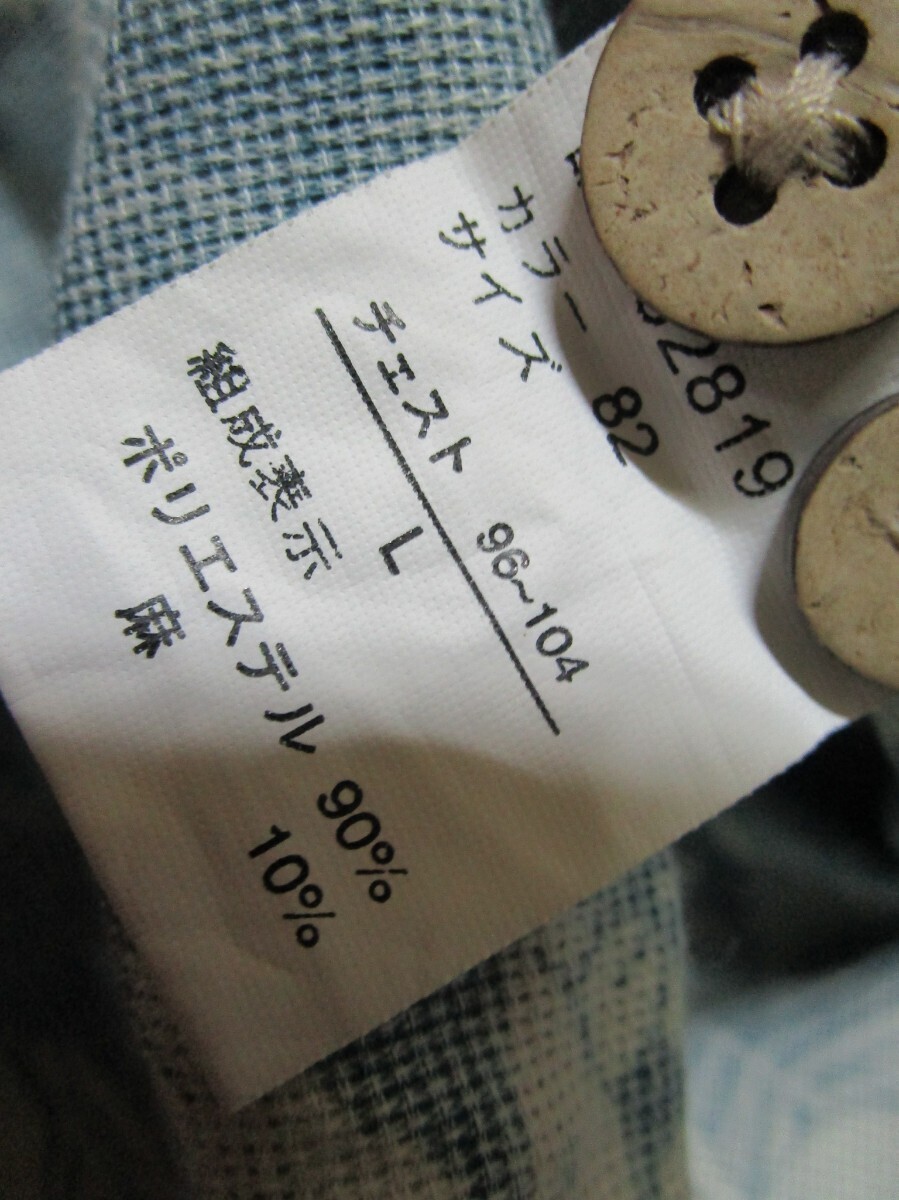 2819
カラー 82
サイズ
チェスト 96~104
L
組成表示
ポリエステル 90%
麻 10%